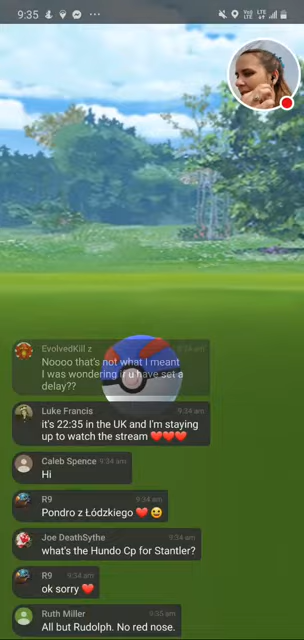 9:35
EvolvedKill z 9:34 am
Noooo that's not what I meant
I was wondering if u have set a
delay??
Luke Francis 9:34 am
it's 22:35 in the UK and I'm staying
up to watch the stream ❤️❤️❤️
Caleb Spence 9:34 am
Hi
R9 9:34 am
Pondro z Łódzkiego ❤️😉
Joe DeathSythe 9:34 am
what's the Hundo Cp for Stantler?
R9 9:34 am
ok sorry ❤️
Ruth Miller 9:35 am
All but Rudolph. No red nose.